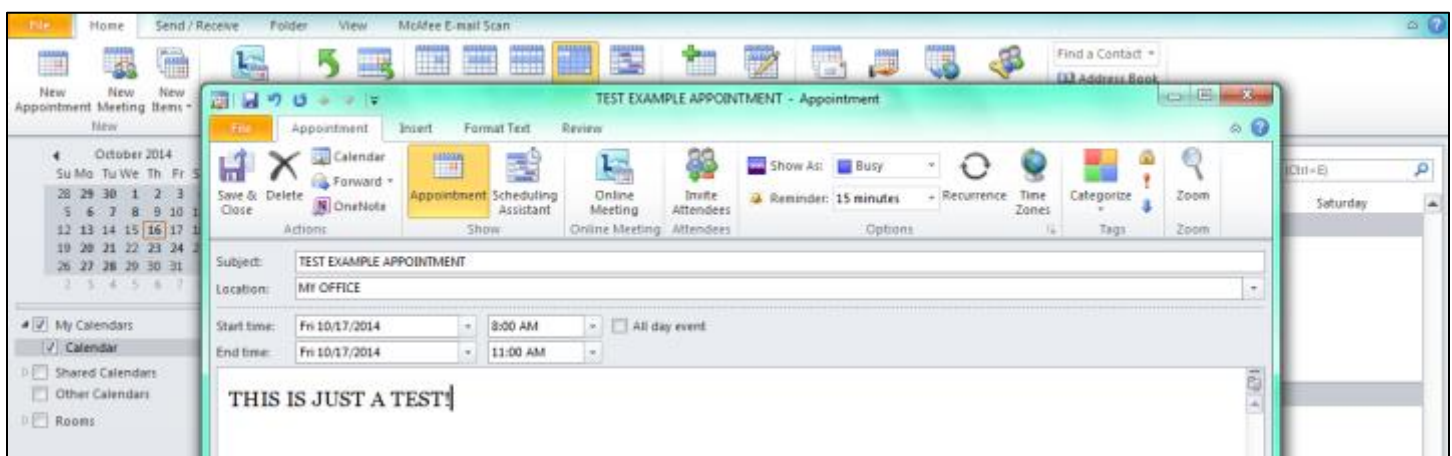 File Home Send / Receive Folder View McAfee E-mail Scan
New Appointment
New Meeting
New Items
New
Find a Contact
Address Book
October 2014
Su Mo Tu We Th Fr S
28 29 30 1 2 3
5 6 7 8 9 10
12 13 14 15 16 17
19 20 21 22 23 24
26 27 28 29 30 31
2 3 4 5 6 7
My Calendars
Calendar
Shared Calendars
Other Calendars
Rooms
TEST EXAMPLE APPOINTMENT - Appointment
File Appointment Insert Format Text Review
Save & Close
Delete
Calendar
Forward
OneNote
Actions
Appointment
Scheduling Assistant
Show
Online Meeting
Online Meeting
Invite Attendees
Attendees
Show As: Busy
Reminder: 15 minutes
Recurrence
Time Zones
Options
Categorize
Tags
Zoom
Zoom
Subject: TEST EXAMPLE APPOINTMENT
Location: MY OFFICE
Start time: Fri 10/17/2014 8:00 AM All day event
End time: Fri 10/17/2014 11:00 AM
THIS IS JUST A TEST!
(Ctrl+E)
Saturday